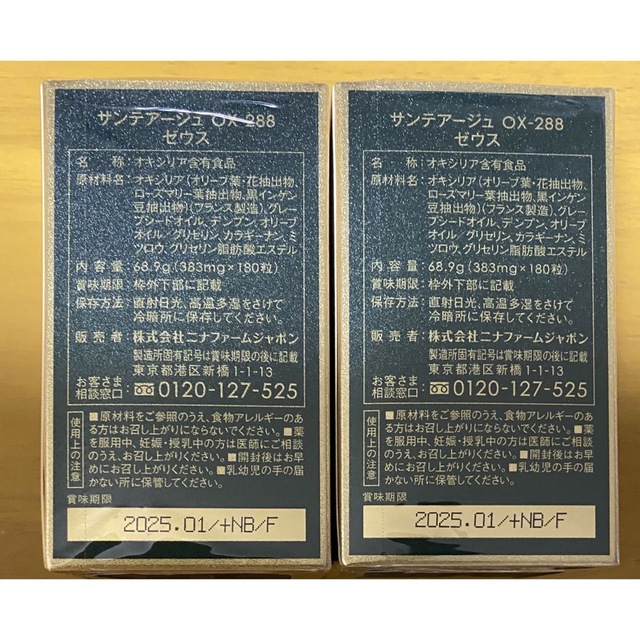 サンテアージュ OX-288
ゼウス
名　　称：オキシリア含有食品
原材料名：オキシリア（オリーブ葉・花抽出物、
ローズマリー葉抽出物、黒インゲン
豆抽出物）（フランス製造）、グレー
プシードオイル、デンプン、オリーブ
オイル／グリセリン、カラギーナン、ミ
ツロウ、グリセリン脂肪酸エステル
内 容 量：68.9g（383mg×180粒）
賞味期限：枠外下部に記載
保存方法：直射日光、高温多湿をさけて
冷暗所に保存してください。
販 売 者：株式会社ニナファームジャポン
製造所固有記号は賞味期限の後に記載
東京都港区新橋1-1-13
お客さま
相談窓口：0120-127-525
使用上の注意
■原材料をご参照のうえ、食物アレルギーのあ
る方はお召し上がりにならないでください。■薬
を服用中、妊娠・授乳中の方は医師にご相談
のうえお召し上がりください。■開封後はお早
めにお召し上がりください。■乳幼児の手の届
かない所に保管してください。
賞味期限
2025.01/+NB/F
サンテアージュ OX-288
ゼウス
名　　称：オキシリア含有食品
原材料名：オキシリア（オリーブ葉・花抽出物、
ローズマリー葉抽出物、黒インゲン
豆抽出物）（フランス製造）、グレー
プシードオイル、デンプン、オリーブ
オイル／グリセリン、カラギーナン、ミ
ツロウ、グリセリン脂肪酸エステル
内 容 量：68.9g（383mg×180粒）
賞味期限：枠外下部に記載
保存方法：直射日光、高温多湿をさけて
冷暗所に保存してください。
販 売 者：株式会社ニナファームジャポン
製造所固有記号は賞味期限の後に記載
東京都港区新橋1-1-13
お客さま
相談窓口：0120-127-525
使用上の注意
■原材料をご参照のうえ、食物アレルギーのあ
る方はお召し上がりにならないでください。■薬
を服用中、妊娠・授乳中の方は医師にご相談
のうえお召し上がりください。■開封後はお早
めにお召し上がりください。■乳幼児の手の届
かない所に保管してください。
賞味期限
2025.01/+NB/F